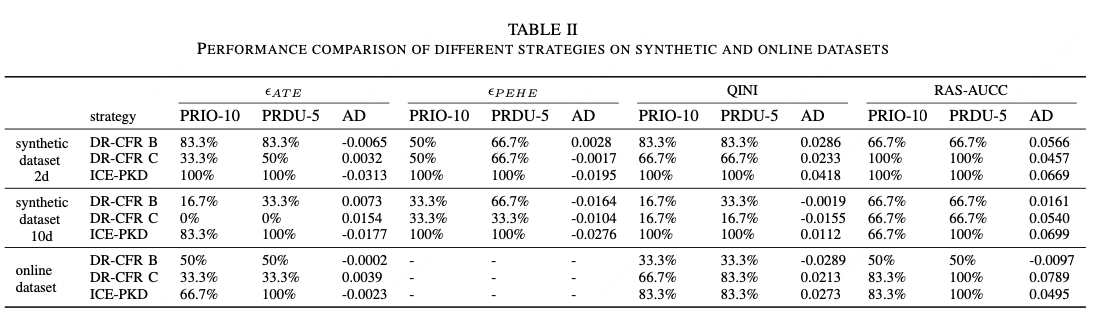 TABLE II
PERFORMANCE COMPARISON OF DIFFERENT STRATEGIES ON SYNTHETIC AND ONLINE DATASETS
ϵATE ϵPEHE QINI RAS-AUCC
strategy PRIO-10 PRDU-5 AD PRIO-10 PRDU-5 AD PRIO-10 PRDU-5 AD PRIO-10 PRDU-5 AD
synthetic DR-CFR B 83.3% 83.3% -0.0065 50% 66.7% 0.0028 83.3% 83.3% 0.0286 66.7% 66.7% 0.0566
dataset DR-CFR C 33.3% 50% 0.0032 50% 66.7% -0.0017 66.7% 66.7% 0.0233 100% 100% 0.0457
2d ICE-PKD 100% 100% -0.0313 100% 100% -0.0195 100% 100% 0.0418 100% 100% 0.0669
synthetic DR-CFR B 16.7% 33.3% 0.0073 33.3% 66.7% -0.0164 16.7% 33.3% -0.0019 66.7% 66.7% 0.0161
dataset DR-CFR C 0% 0% 0.0154 33.3% 33.3% -0.0104 16.7% 16.7% -0.0155 66.7% 66.7% 0.0540
10d ICE-PKD 83.3% 100% -0.0177 100% 100% -0.0276 100% 100% 0.0112 66.7% 100% 0.0699
online DR-CFR B 50% 50% -0.0002 - - - 33.3% 33.3% -0.0289 50% 50% -0.0097
dataset DR-CFR C 33.3% 33.3% 0.0039 - - - 66.7% 83.3% 0.0213 83.3% 100% 0.0789
ICE-PKD 66.7% 100% -0.0023 - - - 83.3% 83.3% 0.0273 83.3% 100% 0.0495